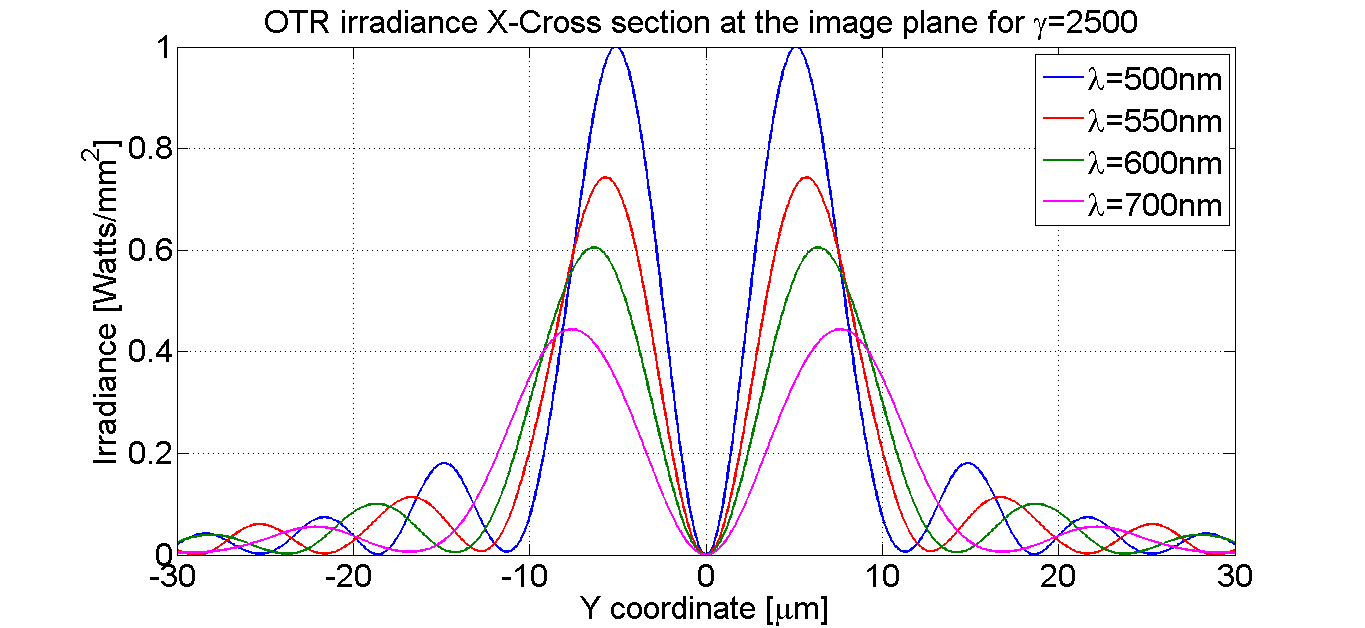 OTR irradiance X-Cross section at the image plane for γ=2500
Irradiance [Watts/mm²]
1
0.8
0.6
0.4
0.2
0
-30
-20
-10
0
10
20
30
Y coordinate [μm]
λ=500nm
λ=550nm
λ=600nm
λ=700nm